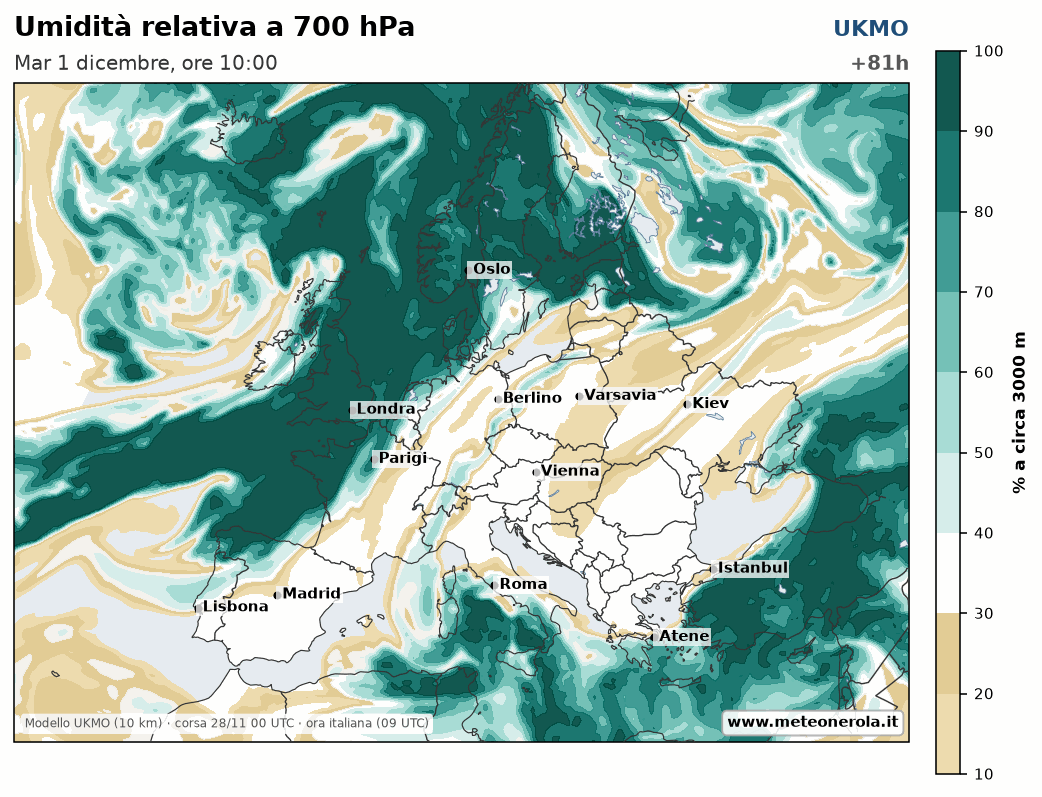 Umidità relativa a 700 hPa
UKMO
Mar 1 dicembre, ore 10:00
+81h
100
90
80
70
60
50
40
30
20
10
% a circa 3000 m
Oslo
Londra
Berlino
Varsavia
Kiev
Parigi
Vienna
Istanbul
Roma
Madrid
Lisbona
Atene
Modello UKMO (10 km) · corsa 28/11 00 UTC · ora italiana (09 UTC)
www.meteonerola.it